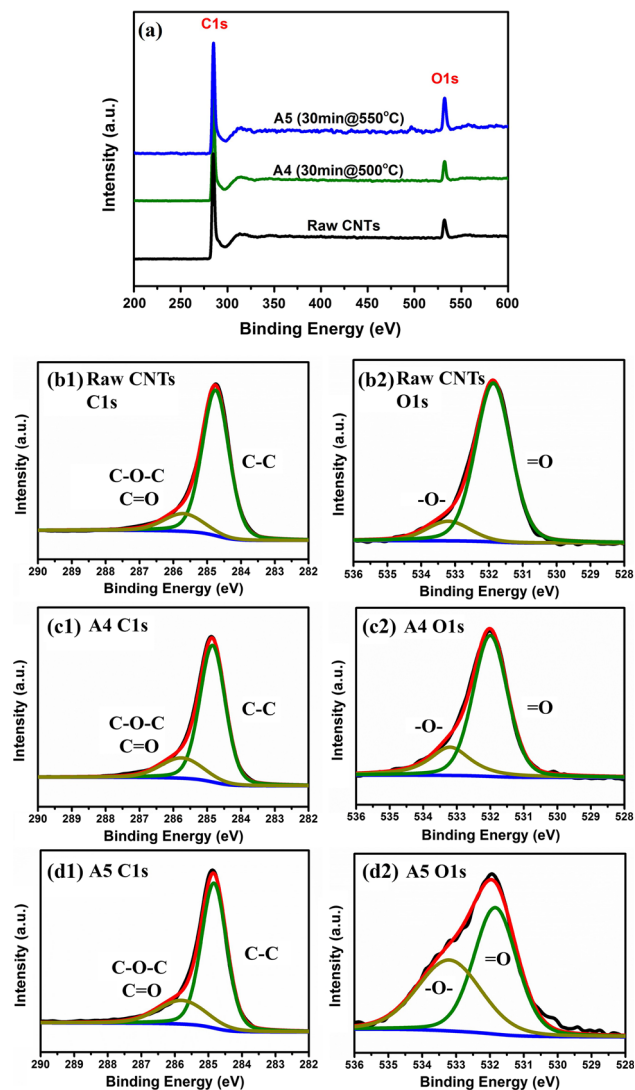 (a)
C1s
O1s
A5 (30min@550°C)
A4 (30min@500°C)
Raw CNTs
Intensity (a.u.)
200 250 300 350 400 450 500 550 600
Binding Energy (eV)
(b1) Raw CNTs
C1s
C-O-C
C=O
C-C
Intensity (a.u.)
290 289 288 287 286 285 284 283 282
Binding Energy (eV)
(b2) Raw CNTs
O1s
-O-
=O
Intensity (a.u.)
536 535 534 533 532 531 530 529 528
Binding Energy (eV)
(c1) A4 C1s
C-O-C
C=O
C-C
Intensity (a.u.)
290 289 288 287 286 285 284 283 282
Binding Energy (eV)
(c2) A4 O1s
-O-
=O
Intensity (a.u.)
536 535 534 533 532 531 530 529 528
Binding Energy (eV)
(d1) A5 C1s
C-O-C
C=O
C-C
Intensity (a.u.)
290 289 288 287 286 285 284 283 282
Binding Energy (eV)
(d2) A5 O1s
-O-
=O
Intensity (a.u.)
536 535 534 533 532 531 530 529 528
Binding Energy (eV)